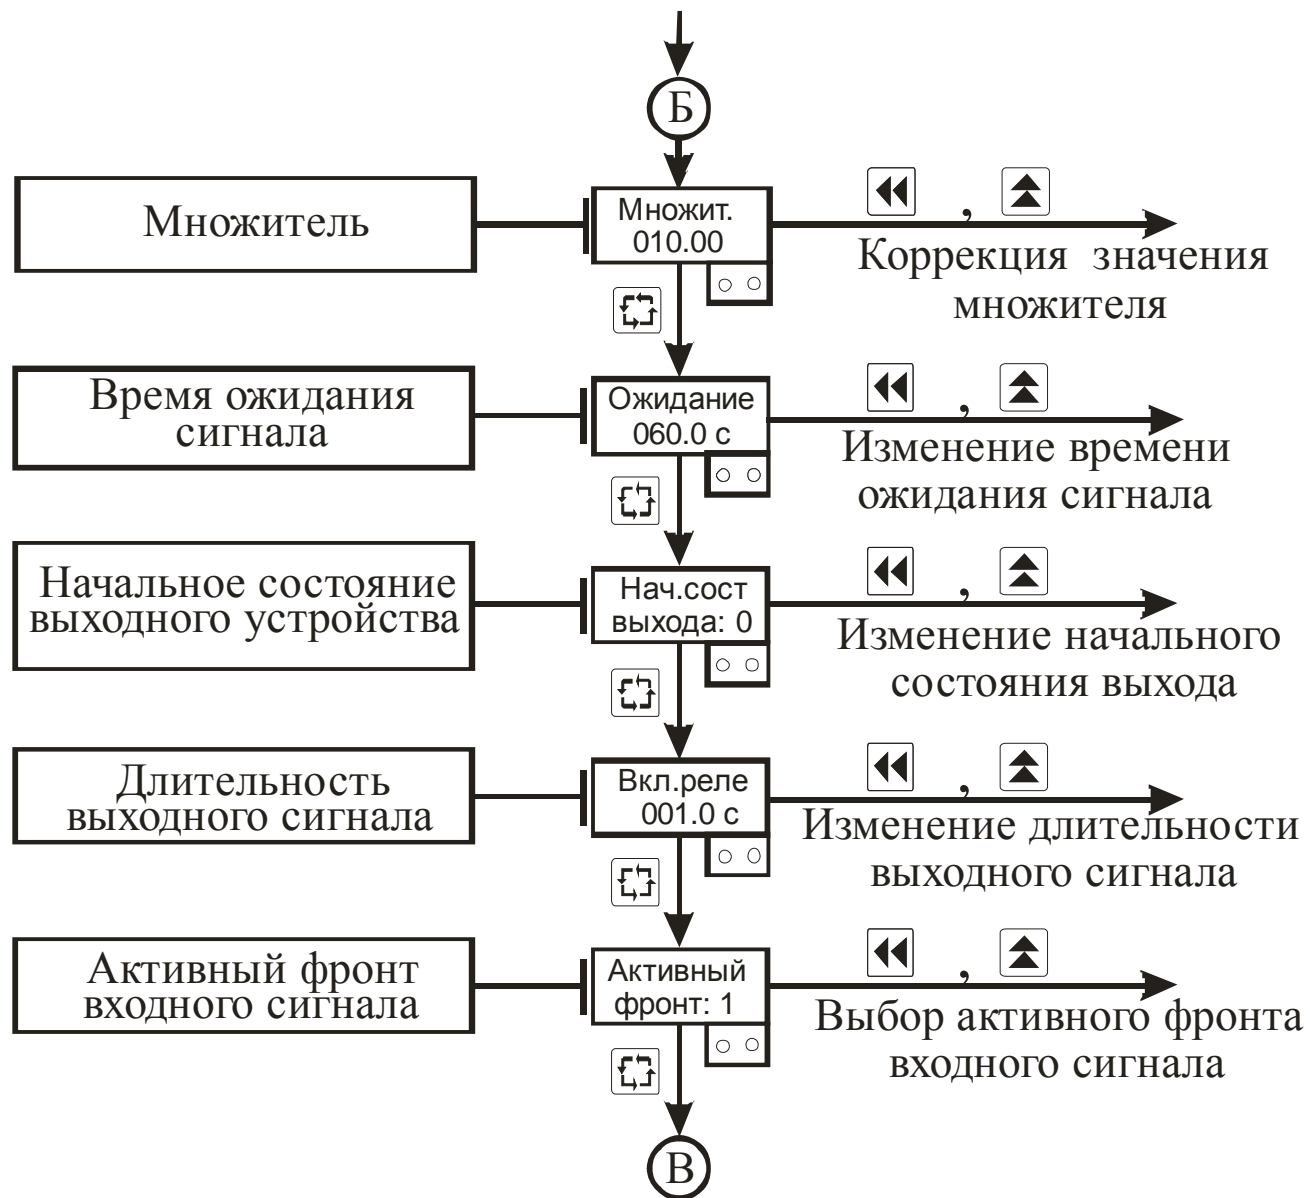 Б
Множитель
Множит.
010.00
,
Коррекция значения
множителя
Время ожидания
сигнала
Ожидание
060.0 с
,
Изменение времени
ожидания сигнала
Начальное состояние
выходного устройства
Нач.сост
выхода: 0
,
Изменение начального
состояния выхода
Длительность
выходного сигнала
Вкл.реле
001.0 с
,
Изменение длительности
выходного сигнала
Активный фронт
входного сигнала
Активный
фронт: 1
,
Выбор активного фронта
входного сигнала
В